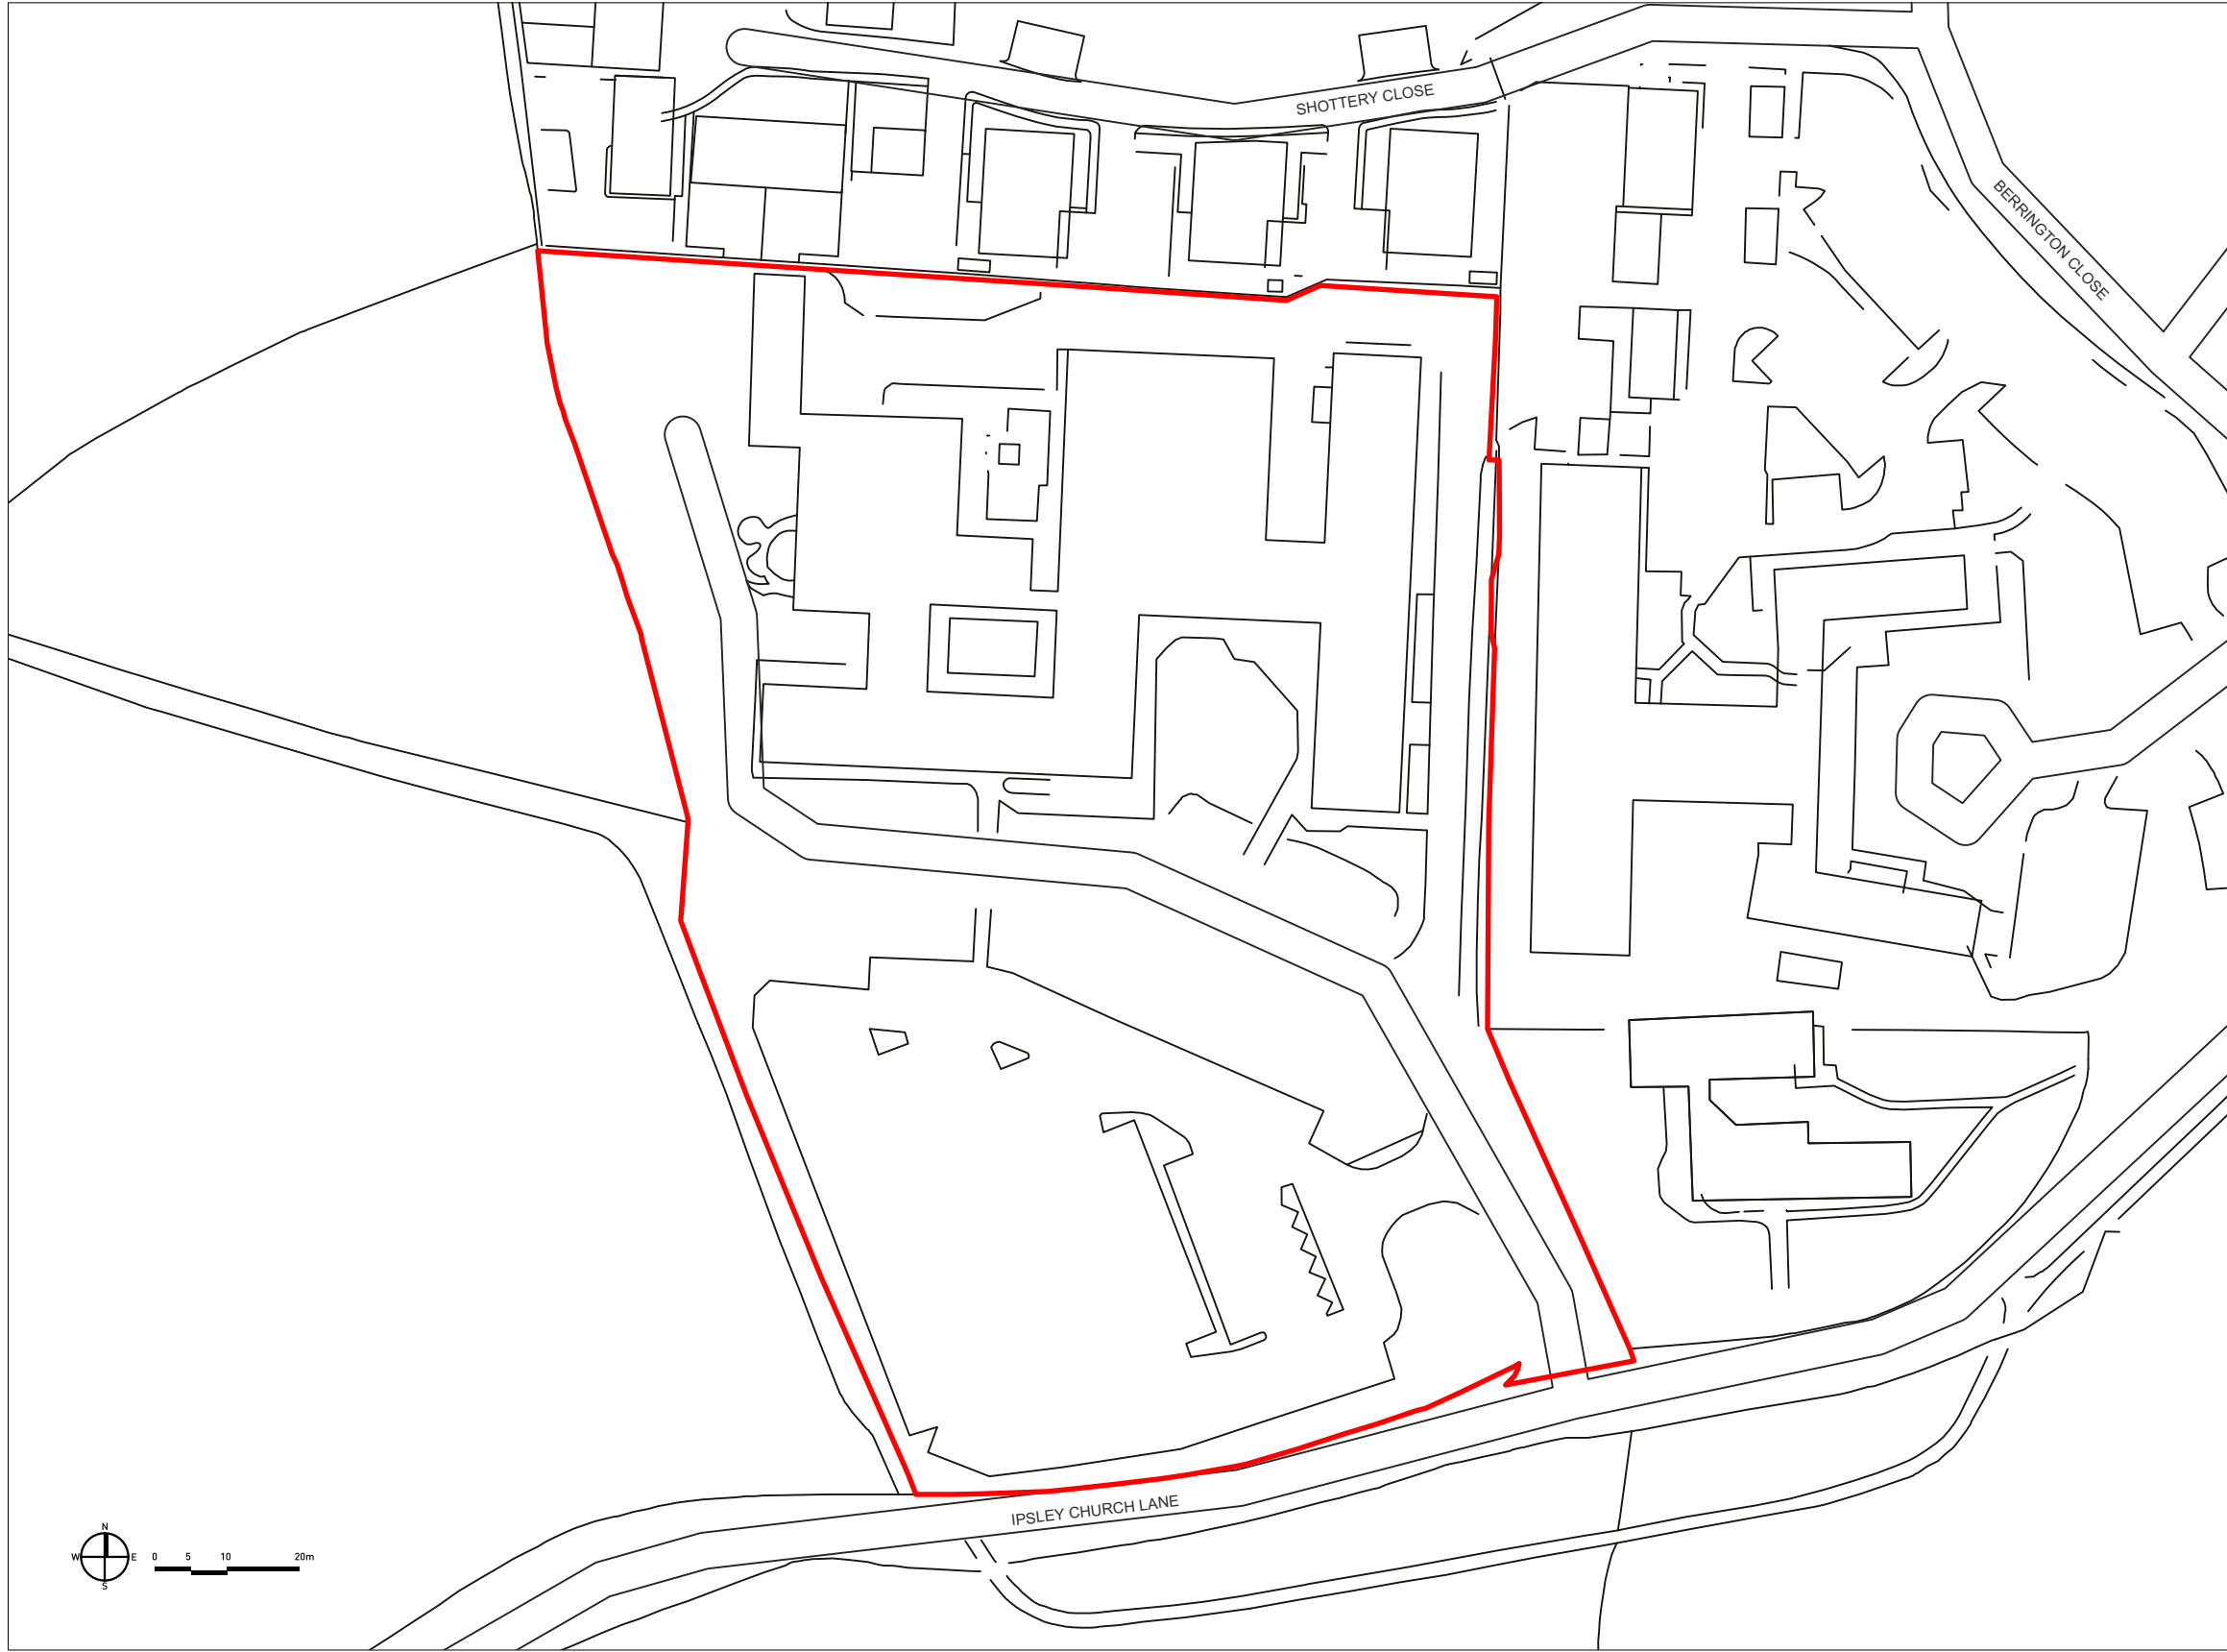 SHOTTERY CLOSE
BERRINGTON CLOSE
IPSLEY CHURCH LANE
N
W E 0 5 10 20m
S